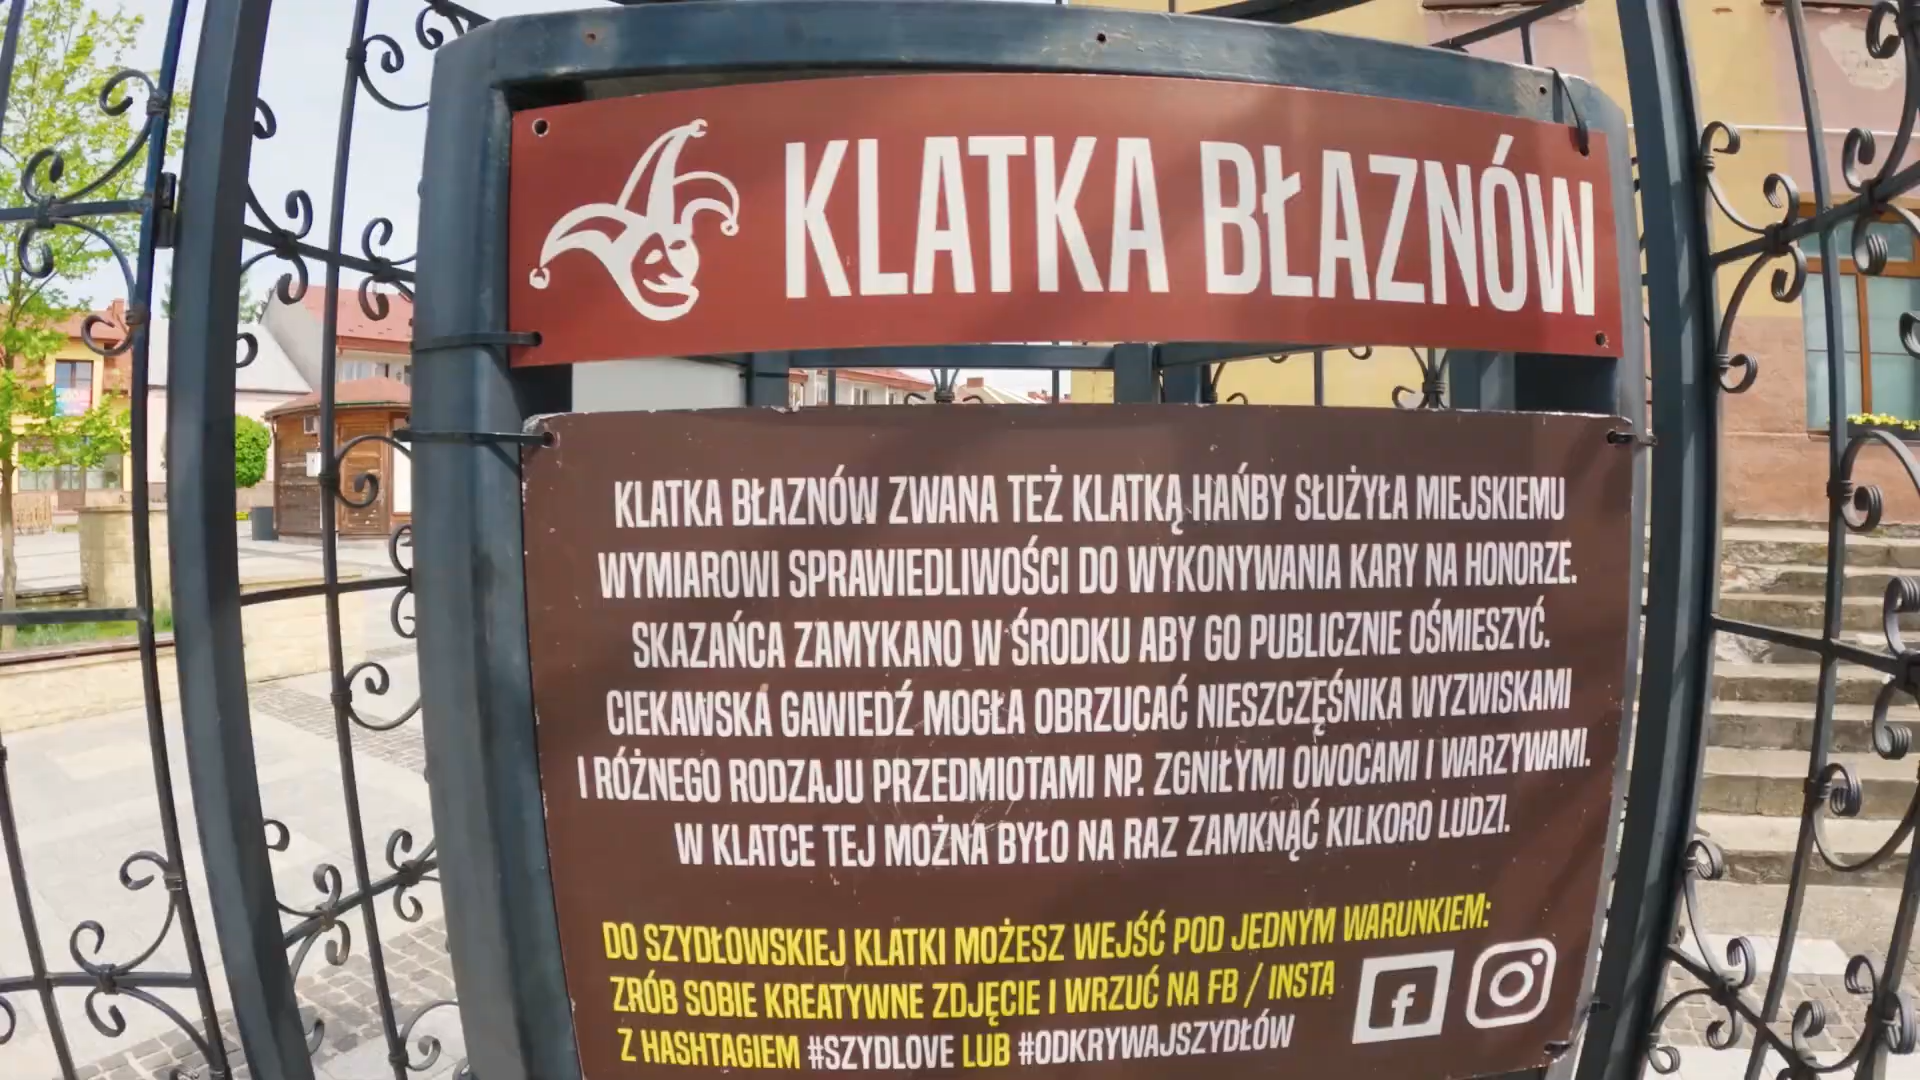 KLATKA BŁAZNÓW
KLATKA BŁAZNÓW ZWANA TEŻ KLATKĄ HAŃBY SŁUŻYŁA MIEJSKIEMU
WYMIAROWI SPRAWIEDLIWOŚCI DO WYKONYWANIA KARY NA HONORZE.
SKAZAŃCA ZAMYKANO W ŚRODKU ABY GO PUBLICZNIE OŚMIESZYĆ.
CIEKAWSKA GAWIEDŹ MOGŁA OBRZUCAĆ NIESZCZĘŚNIKA WYZWISKAMI
I RÓŻNEGO RODZAJU PRZEDMIOTAMI NP. ZGNIŁYMI OWOCAMI I WARZYWAMI.
W KLATCE TEJ MOŻNA BYŁO NA RAZ ZAMKNĄĆ KILKORO LUDZI.
DO SZYDŁOWSKIEJ KLATKI MOŻESZ WEJŚĆ POD JEDNYM WARUNKIEM:
ZRÓB SOBIE KREATYWNE ZDJĘCIE I WRZUĆ NA FB / INSTA
Z HASHTAGIEM #SZYDLOVE LUB #ODKRYWAJSZYDŁÓW